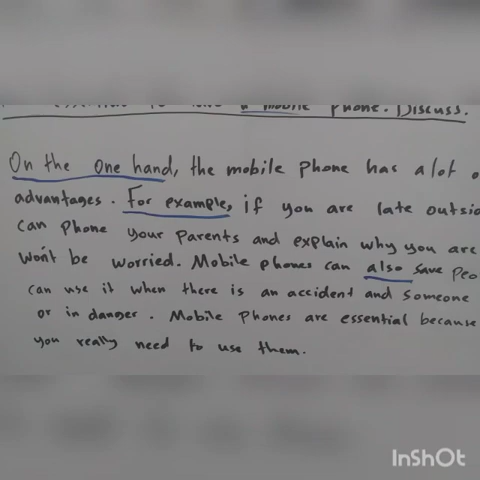 a mobile phone. Discuss.
On the one hand, the mobile phone has a lot
advantages. For example, if you are late outsid
can phone your parents and explain why you are
won't be worried. Mobile phones can also save peo
can use it when there is an accident and someone
or in danger. Mobile phones are essential because
you really need to use them.
InShOt